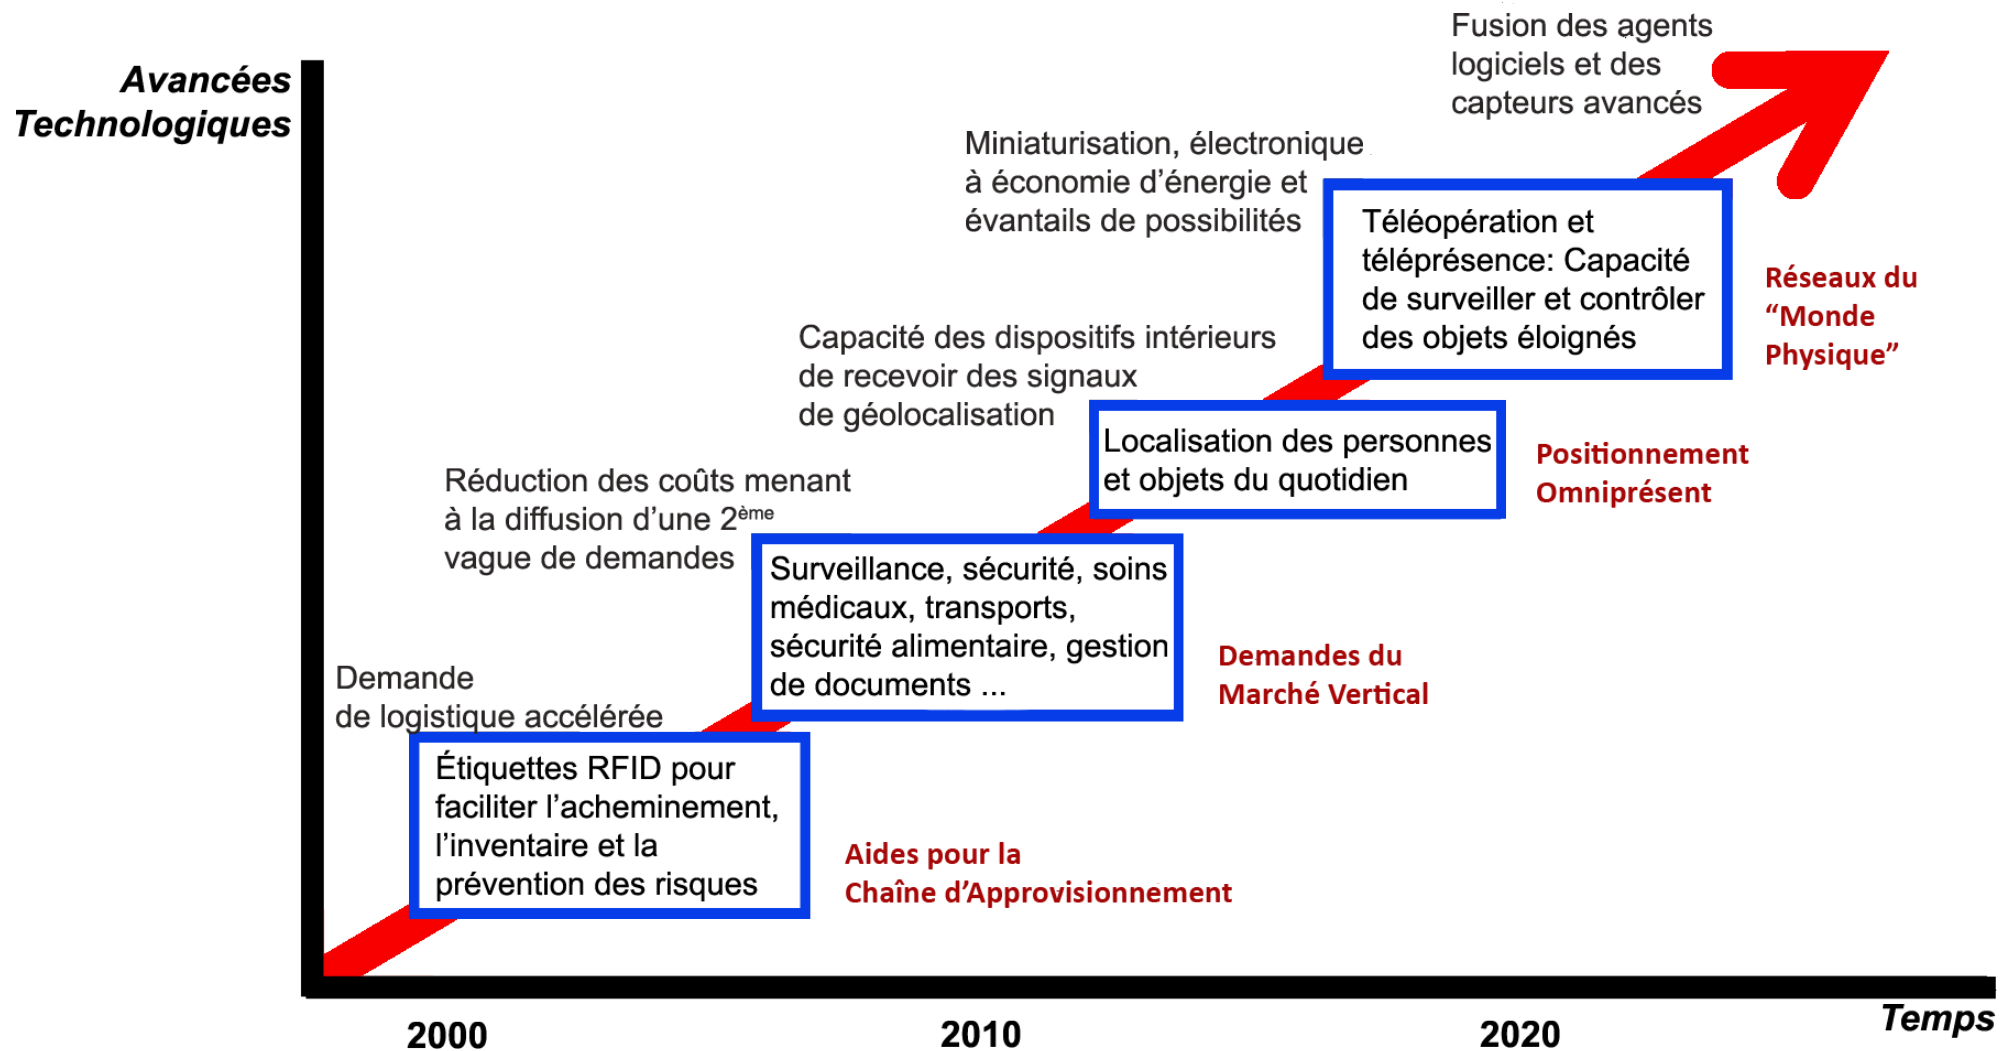 Avancées
Technologiques
Fusion des agents
logiciels et des
capteurs avancés
Miniaturisation, électronique
à économie d'énergie et
évantails de possibilités
Téléopération et
téléprésence: Capacité
de surveiller et contrôler
des objets éloignés
Réseaux du
“Monde
Physique”
Capacité des dispositifs intérieurs
de recevoir des signaux
de géolocalisation
Localisation des personnes
et objets du quotidien
Positionnement
Omniprésent
Réduction des coûts menant
à la diffusion d'une 2ème
vague de demandes
Surveillance, sécurité, soins
médicaux, transports,
sécurité alimentaire, gestion
de documents ...
Demandes du
Marché Vertical
Demande
de logistique accélérée
Étiquettes RFID pour
faciliter l'acheminement,
l'inventaire et la
prévention des risques
Aides pour la
Chaîne d'Approvisionnement
2000
2010
2020
Temps